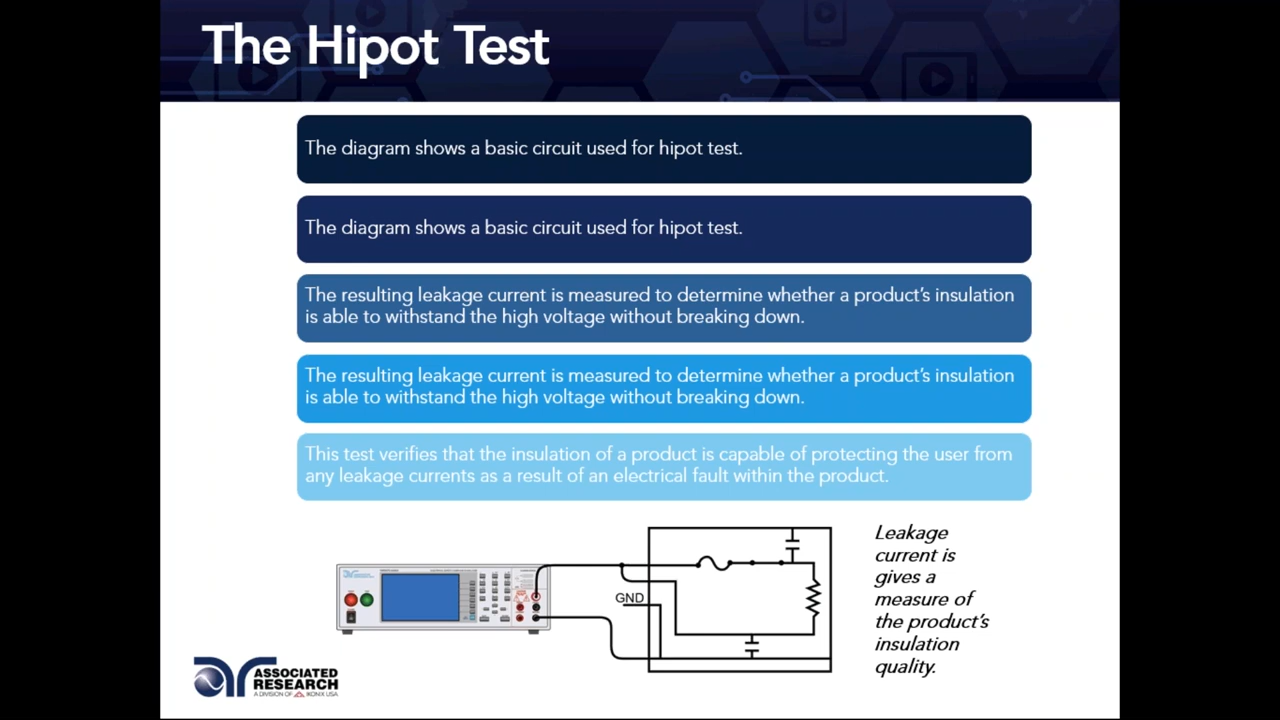 The Hipot Test
The diagram shows a basic circuit used for hipot test.
The diagram shows a basic circuit used for hipot test.
The resulting leakage current is measured to determine whether a product's insulation
is able to withstand the high voltage without breaking down.
The resulting leakage current is measured to determine whether a product's insulation
is able to withstand the high voltage without breaking down.
This test verifies that the insulation of a product is capable of protecting the user from
any leakage currents as a result of an electrical fault within the product.
GND
Leakage
current is
gives a
measure of
the product's
insulation
quality.
ASSOCIATED
RESEARCH
A DIVISION OF IKONIX USA